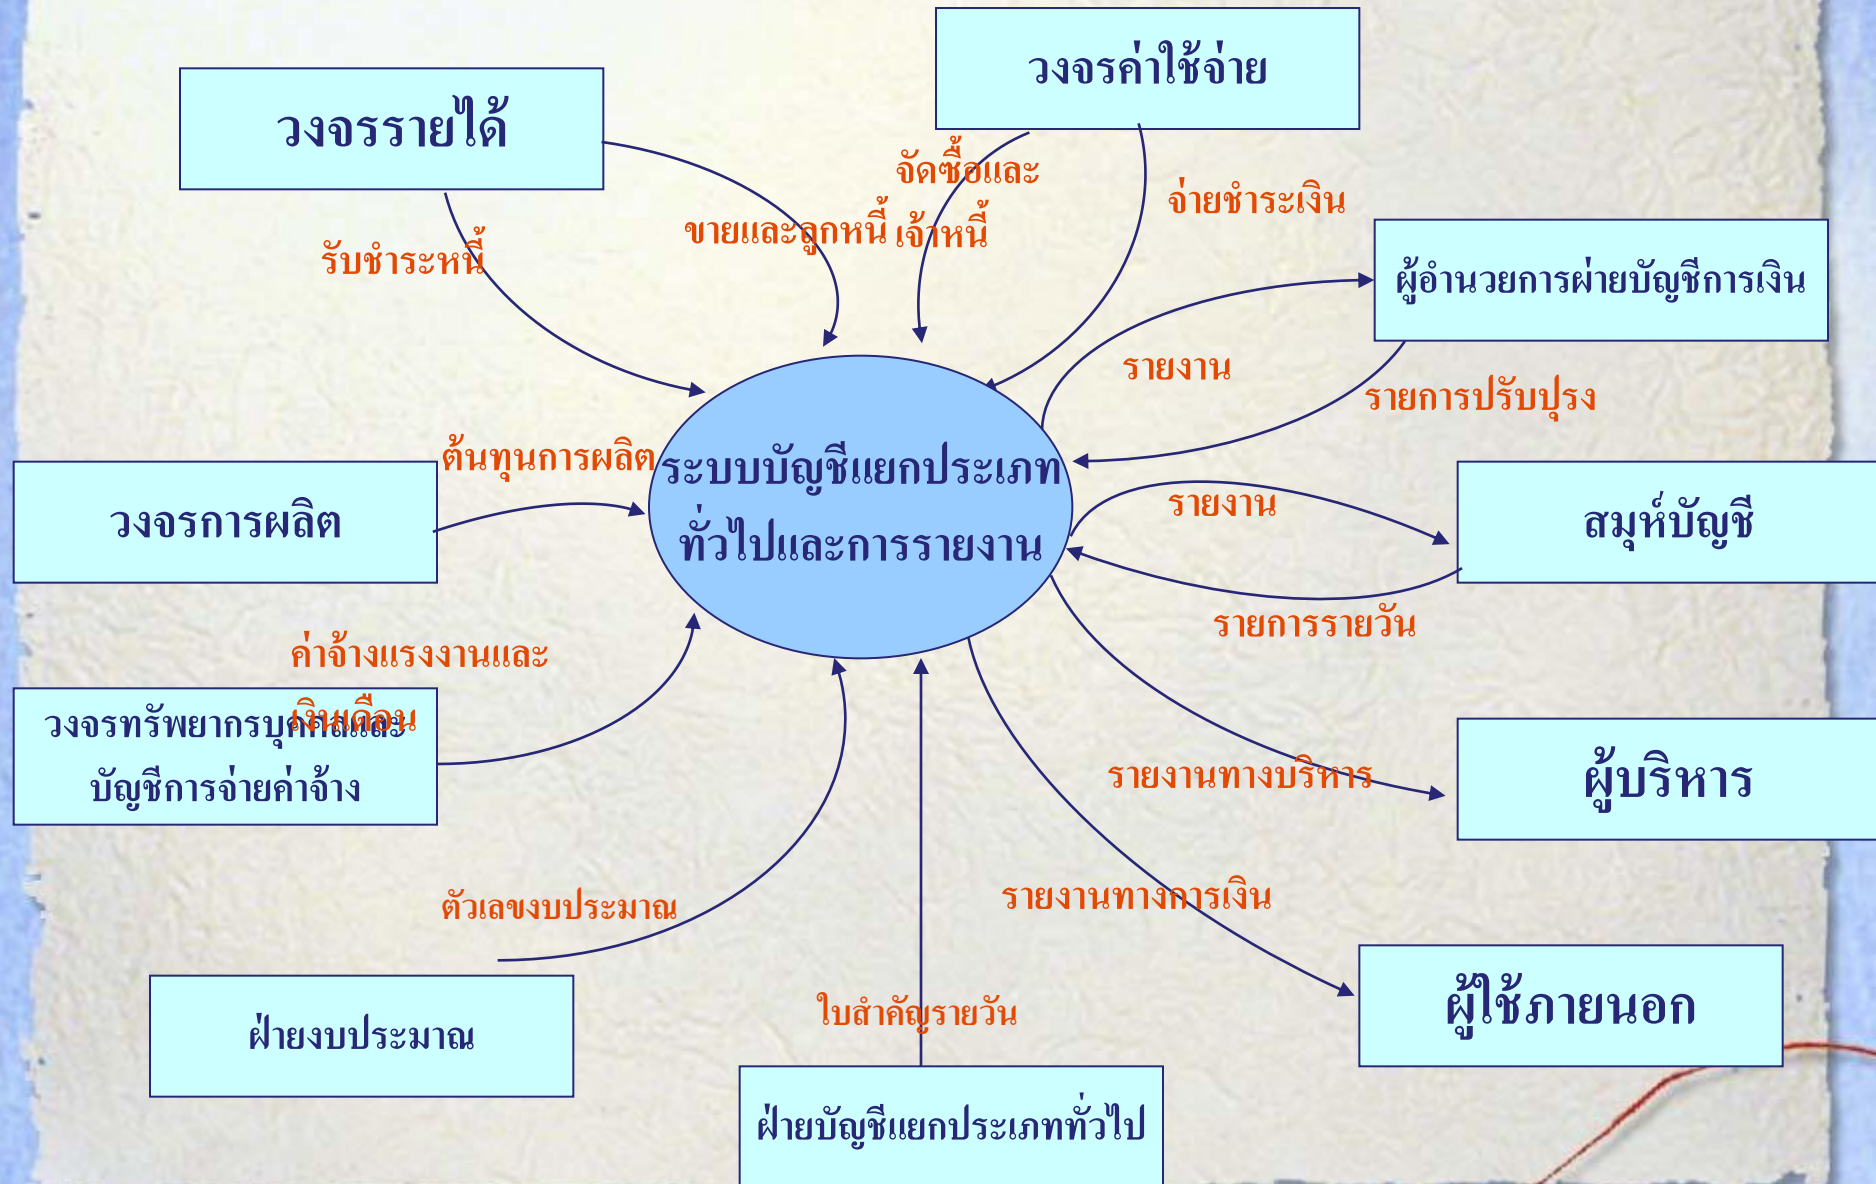 วงจรค่าใช้จ่าย
วงจรรายได้
จัดซื้อและ
เจ้าหนี้
จ่ายชำระเงิน
ขายและลูกหนี้
รับชำระหนี้
ผู้อำนวยการผ่ายบัญชีการเงิน
รายงาน
รายการปรับปุรง
ต้นทุนการผลิต
ระบบบัญชีแยกประเภท
ทั่วไปและการรายงาน
รายงาน
วงจรการผลิต
สมุห์บัญชี
รายการรายวัน
ค่าจ้างแรงงานและ
เงินเดือน
วงจรทรัพยากรบุคคลและ
บัญชีการจ่ายค่าจ้าง
รายงานทางบริหาร
ผู้บริหาร
ตัวเลขงบประมาณ
รายงานทางการเงิน
ใบสำคัญรายวัน
ผู้ใช้ภายนอก
ฝ่ายงบประมาณ
ฝ่ายบัญชีแยกประเภททั่วไป